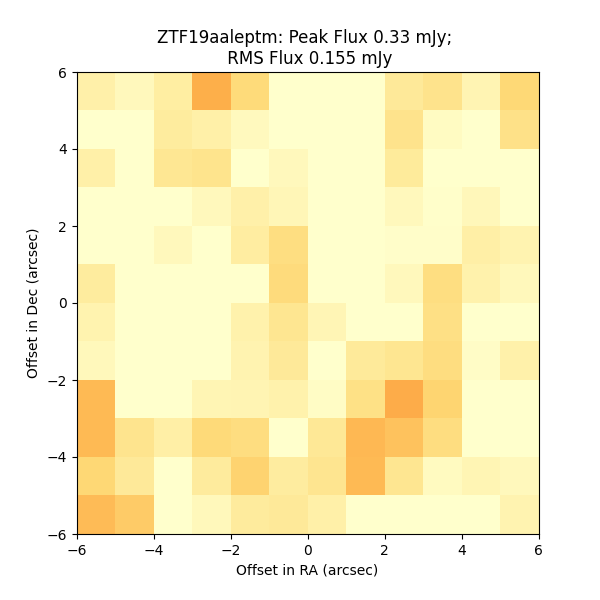 ZTF19aaleptm: Peak Flux 0.33 mJy;
RMS Flux 0.155 mJy
6
4
2
0
−2
−4
−6
Offset in Dec (arcsec)
−6 −4 −2 0 2 4 6
Offset in RA (arcsec)